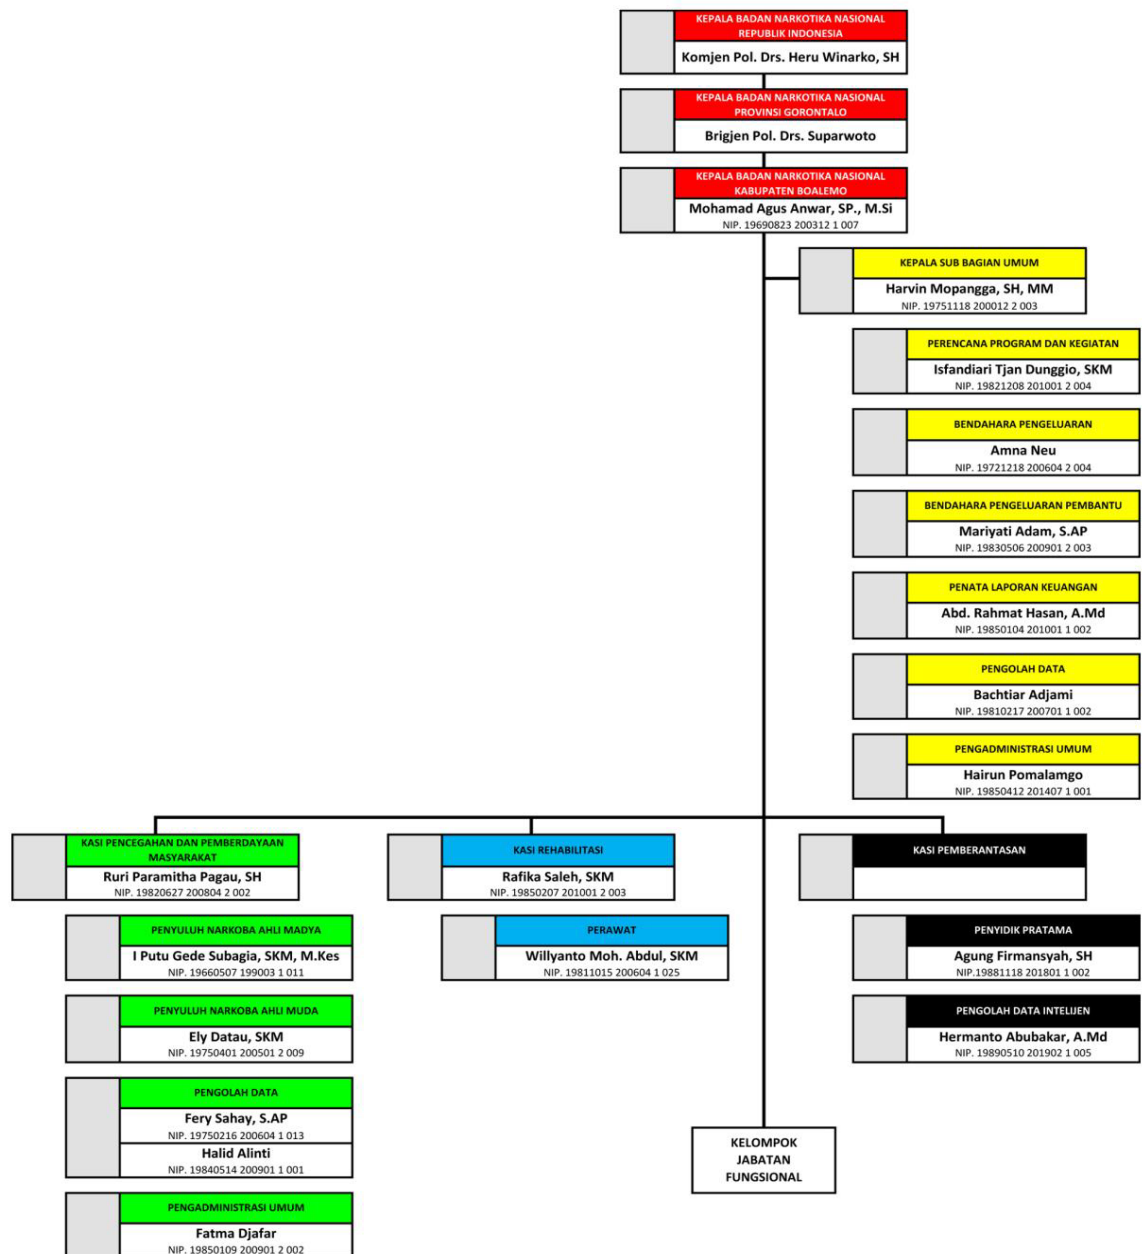 KEPALA BADAN NARKOTIKA NASIONAL
REPUBLIK INDONESIA
Komjen Pol. Drs. Heru Winarko, SH
KEPALA BADAN NARKOTIKA NASIONAL
PROVINSI GORONTALO
Brigjen Pol. Drs. Suparwoto
KEPALA BADAN NARKOTIKA NASIONAL
KABUPATEN BOALEMO
Mohamad Agus Anwar, SP., M.Si
NIP. 19690823 200312 1 007
KEPALA SUB BAGIAN UMUM
Harvin Mopangga, SH, MM
NIP. 19751118 200012 2 003
PERENCANA PROGRAM DAN KEGIATAN
Isfandiari Tjan Dunggio, SKM
NIP. 19821208 201001 2 004
BENDAHARA PENGELUARAN
Amna Neu
NIP. 19721218 200604 2 004
BENDAHARA PENGELUARAN PEMBANTU
Mariyati Adam, S.AP
NIP. 19830506 200901 2 003
PENATA LAPORAN KEUANGAN
Abd. Rahmat Hasan, A.Md
NIP. 19850104 201001 1 002
PENGOLAH DATA
Bachtiar Adjami
NIP. 19810217 200701 1 002
PENGADMINISTRASI UMUM
Hairun Pomalamgo
NIP. 19850412 201407 1 001
KASI PENCEGAHAN DAN PEMBERDAYAAN
MASYARAKAT
Ruri Paramitha Pagau, SH
NIP. 19820627 200804 2 002
PENYULUH NARKOBA AHLI MADYA
I Putu Gede Subagia, SKM, M.Kes
NIP. 19660507 199003 1 011
PENYULUH NARKOBA AHLI MUDA
Ely Datau, SKM
NIP. 19750401 200501 2 009
PENGOLAH DATA
Fery Sahay, S.AP
NIP. 19750216 200604 1 013
Halid Alinti
NIP. 19840514 200901 1 001
PENGADMINISTRASI UMUM
Fatma Djafar
NIP. 19850109 200901 2 002
KASI REHABILITASI
Rafika Saleh, SKM
NIP. 19850207 201001 2 003
PERAWAT
Willyanto Moh. Abdul, SKM
NIP. 19811015 200604 1 025
KASI PEMBERANTASAN
PENYIDIK PRATAMA
Agung Firmansyah, SH
NIP.19881118 201801 1 002
PENGOLAH DATA INTELIJEN
Hermanto Abubakar, A.Md
NIP. 19890510 201902 1 005
KELOMPOK
JABATAN
FUNGSIONAL